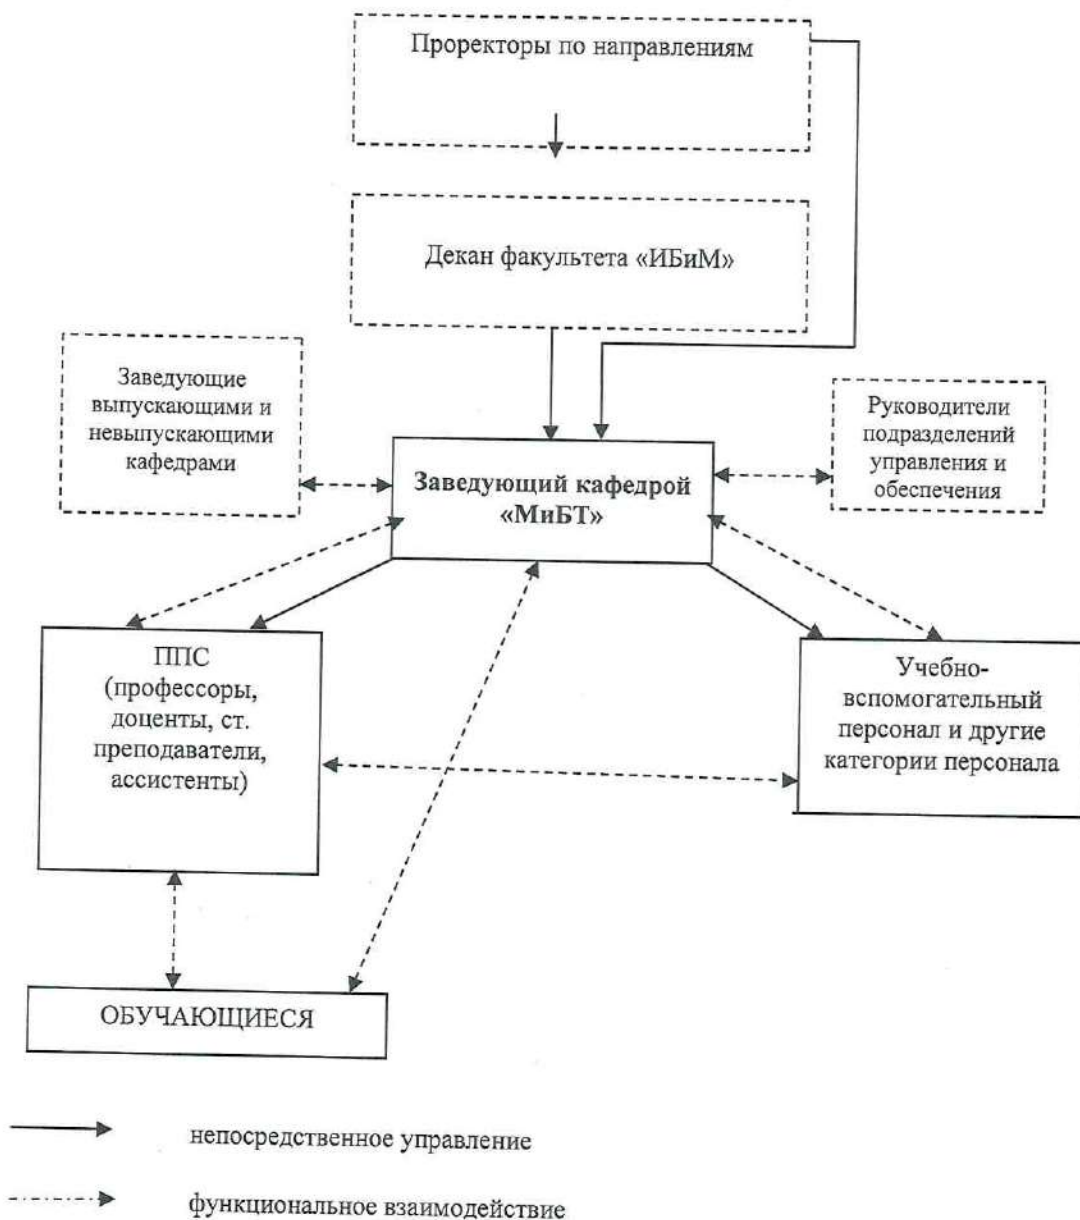 Проректоры по направлениям
Декан факультета «ИБиМ»
Заведующие
выпускающими и
невыпускающими
кафедрами
Руководители
подразделений
управления и
обеспечения
Заведующий кафедрой
«МиБТ»
ППС
(профессоры,
доценты, ст.
преподаватели,
ассистенты)
Учебно-
вспомогательный
персонал и другие
категории персонала
ОБУЧАЮЩИЕСЯ
непосредственное управление
функциональное взаимодействие